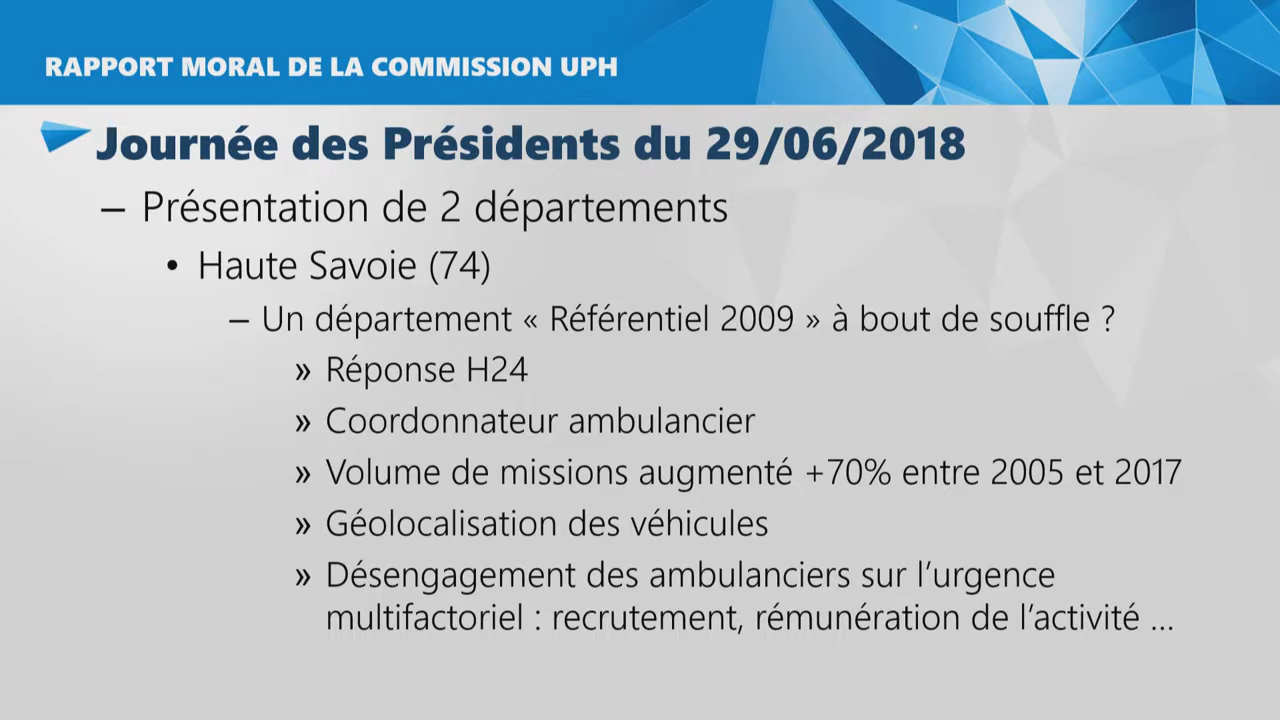 RAPPORT MORAL DE LA COMMISSION UPH
Journée des Présidents du 29/06/2018
– Présentation de 2 départements
• Haute Savoie (74)
– Un département « Référentiel 2009 » à bout de souffle ?
» Réponse H24
» Coordonnateur ambulancier
» Volume de missions augmenté +70% entre 2005 et 2017
» Géolocalisation des véhicules
» Désengagement des ambulanciers sur l’urgence
multifactoriel : recrutement, rémunération de l’activité ...